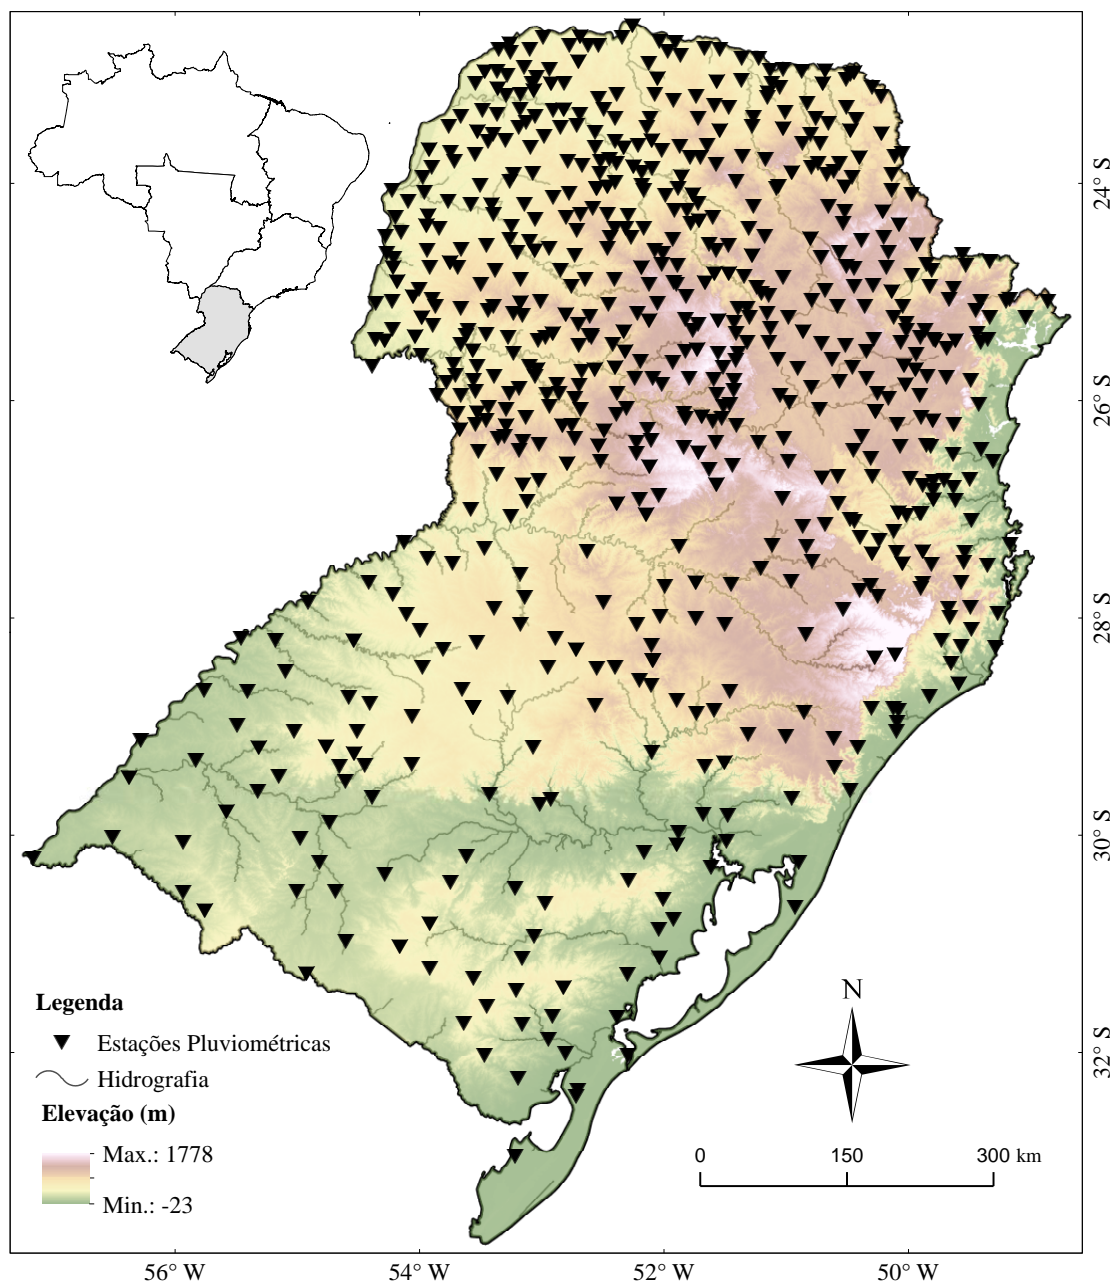 24° S
26° S
28° S
30° S
32° S
N
Legenda
Estações Pluviométricas
Hidrografia
Elevação (m)
Max.: 1778
Min.: -23
0 150 300 km
56° W 54° W 52° W 50° W